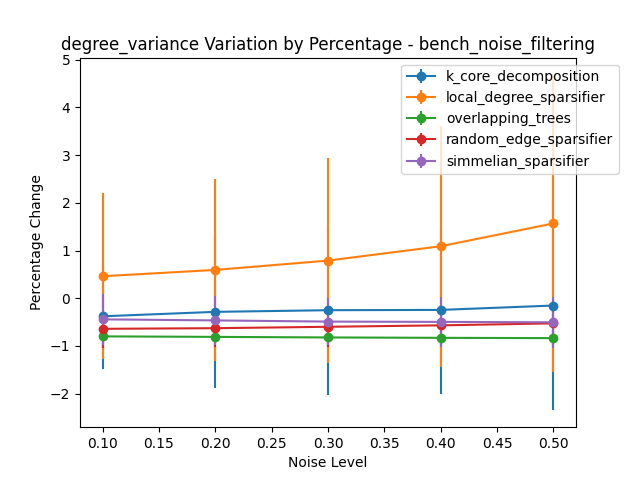 degree_variance Variation by Percentage - bench_noise_filtering
5
4
3
2
1
0
−1
−2
Percentage Change
k_core_decomposition
local_degree_sparsifier
overlapping_trees
random_edge_sparsifier
simmelian_sparsifier
0.10 0.15 0.20 0.25 0.30 0.35 0.40 0.45 0.50
Noise Level